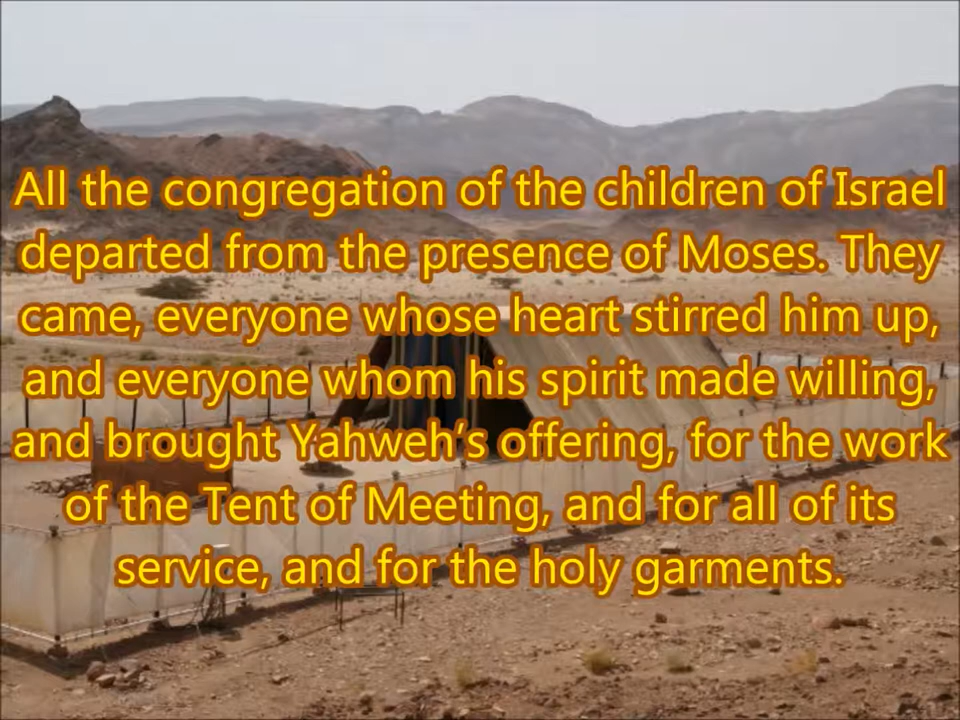 All the congregation of the children of Israel
departed from the presence of Moses. They
came, everyone whose heart stirred him up,
and everyone whom his spirit made willing,
and brought Yahweh’s offering, for the work
of the Tent of Meeting, and for all of its
service, and for the holy garments.